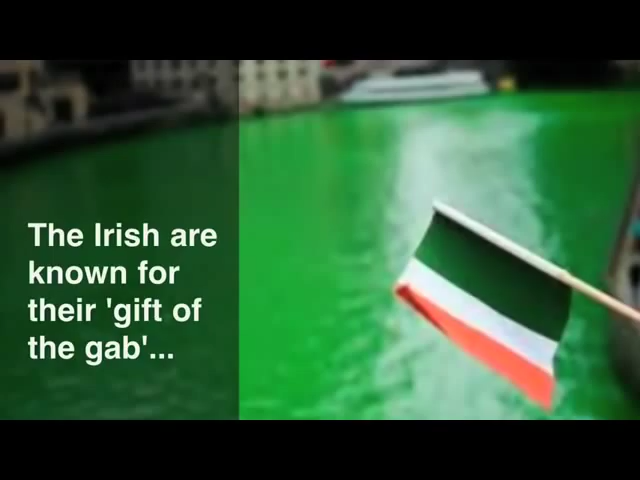 The Irish are
known for
their 'gift of
the gab'...